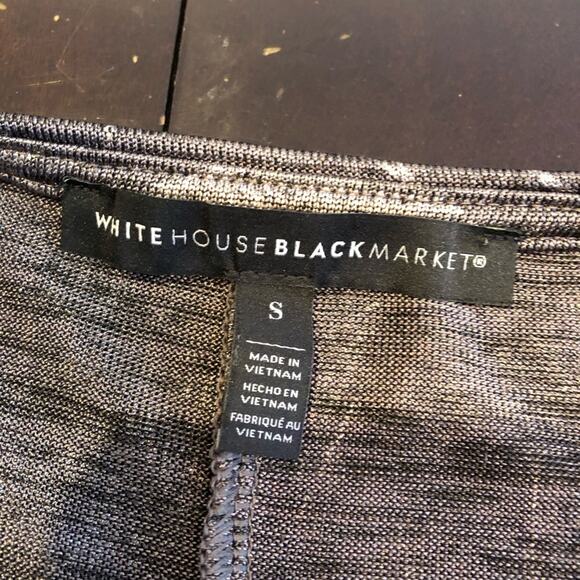 WHITE HOUSE BLACK MARKET®
S
MADE IN
VIETNAM
HECHO EN
VIETNAM
FABRIQUÉ AU
VIETNAM